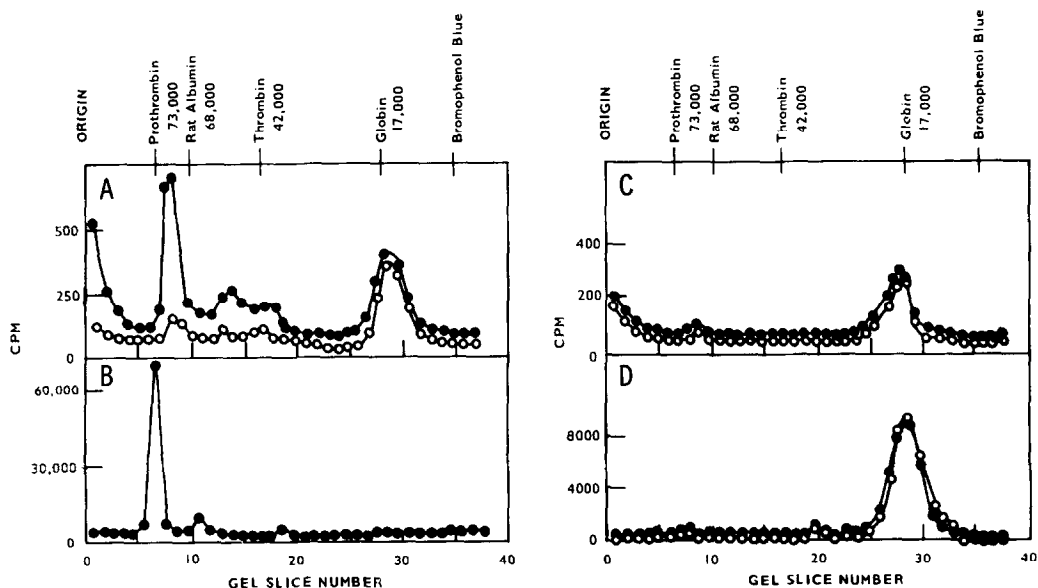 ORIGIN
Prothrombin
73,000
Rat Albumin
68,000
Thrombin
42,000
Globin
17,000
Bromophenol Blue
A
500
250
0
CPM
B
60,000
30,000
0
0 10 20 30 40
GEL SLICE NUMBER
ORIGIN
Prothrombin
73,000
Rat Albumin
68.000
Thrombin
42,000
Globin
17,000
Bromophenol Blue
C
400
200
0
CPM
D
8000
4000
0
0 10 20 30 40
GEL SLICE NUMBER